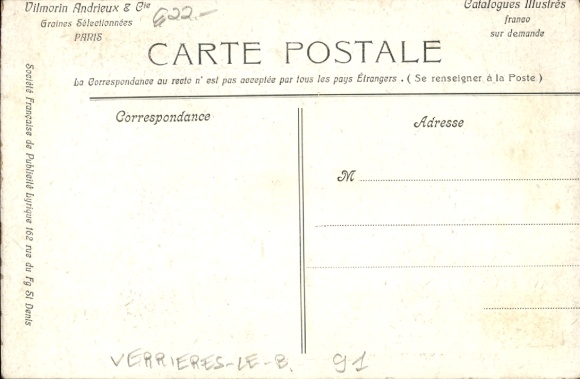 Vilmorin Andrieux & Cie
Graines Sélectionnées
PARIS
622.-
Catalogues Illustrés
franco
sur demande
CARTE POSTALE
La Correspondance au recto n' est pas acceptée par tous les pays Étrangers . ( Se renseigner à la Poste )
Correspondance
Adresse
M
Société Française de Publicité Lyrique 162 rue du Fg St Denis
VERRIERES-LE-B. 91